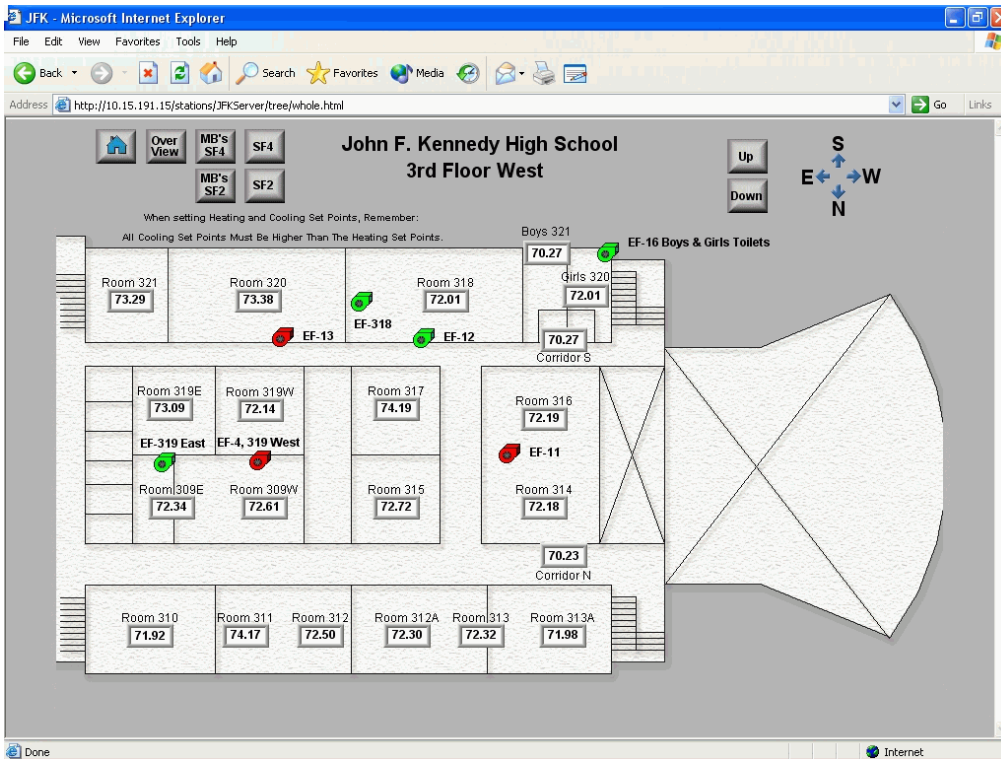 JFK - Microsoft Internet Explorer
File Edit View Favorites Tools Help
Back Search Favorites Media
Address http://10.15.191.15/stations/JFKServer/tree/whole.html Go Links
Over View
MB's SF4
SF4
MB's SF2
SF2
John F. Kennedy High School
3rd Floor West
Up
Down
S
E W
N
When setting Heating and Cooling Set Points, Remember:
All Cooling Set Points Must Be Higher Than The Heating Set Points.
Boys 321
70.27
EF-16 Boys & Girls Toilets
Room 321
73.29
Room 320
73.38
Room 318
72.01
Girls 320
72.01
EF-318
EF-13
EF-12
70.27
Corridor S
Room 319E
73.09
Room 319W
72.14
Room 317
74.19
Room 316
72.19
EF-319 East
EF-4, 319 West
EF-11
Room 309E
72.34
Room 309W
72.61
Room 315
72.72
Room 314
72.18
70.23
Corridor N
Room 310
71.92
Room 311
74.17
Room 312
72.50
Room 312A
72.30
Room 313
72.32
Room 313A
71.98
Done
Internet